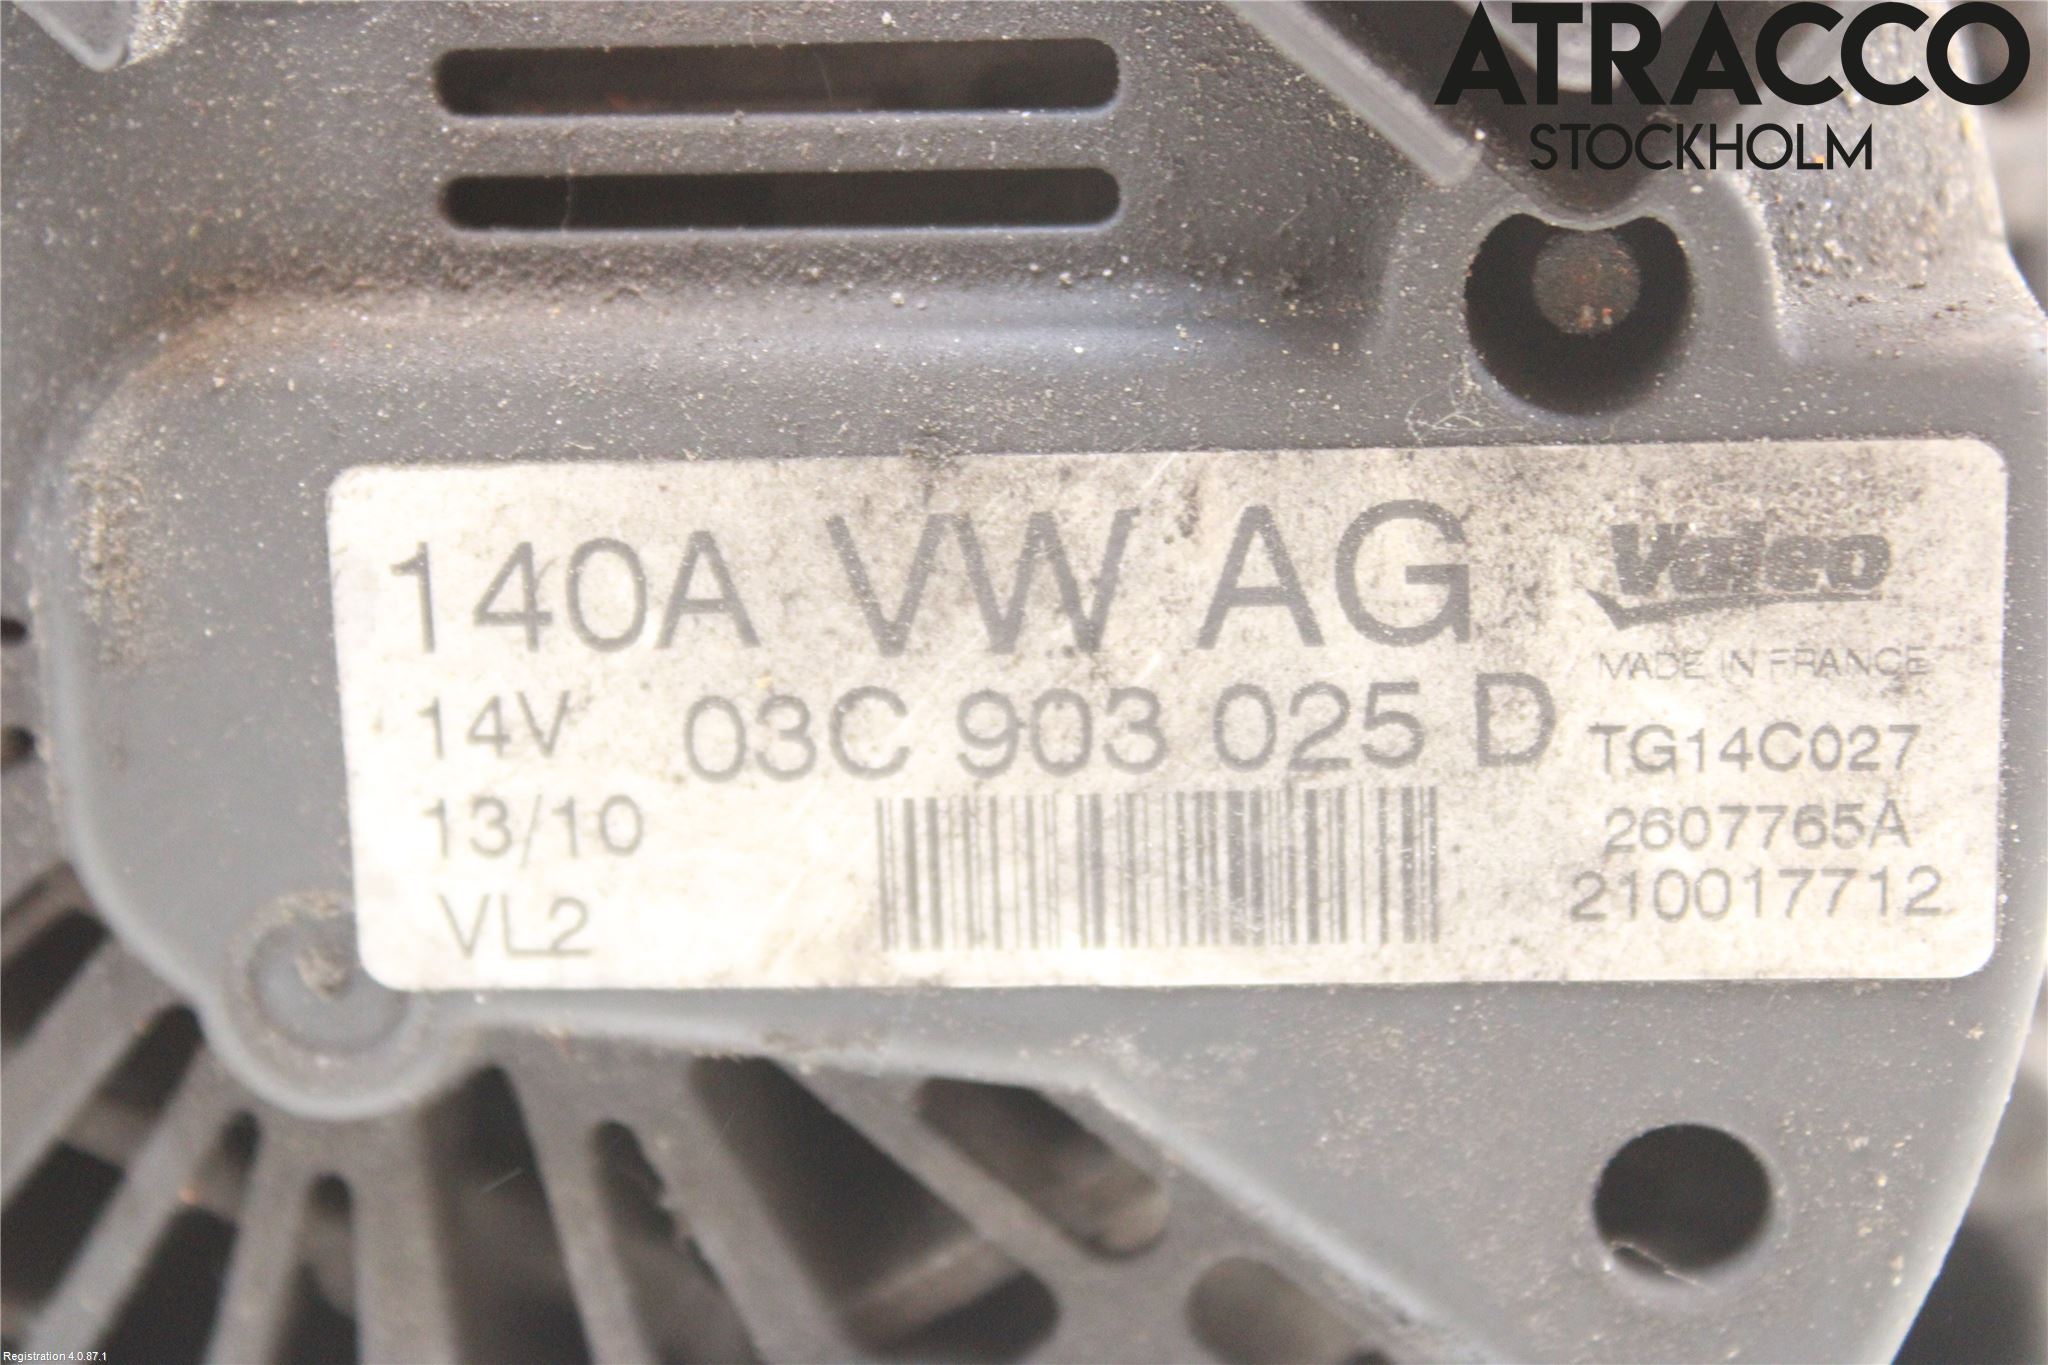 ATRACCO
STOCKHOLM
140A VW AG
Valeo
MADE IN FRANCE
14V 03C 903 025 D
TG14C027
13/10
2607765A
VL2
210017712
Registration 4.0.87.1